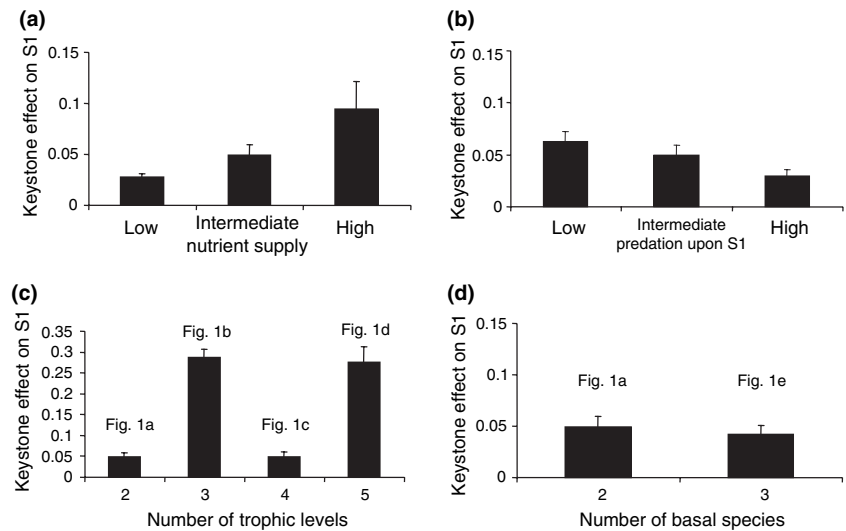 (a)
Keystone effect on S1
0.15
0.1
0.05
0
Low
Intermediate
High
nutrient supply
(b)
Keystone effect on S1
0.15
0.1
0.05
0
Low
Intermediate
High
predation upon S1
(c)
Keystone effect on S1
0.35
0.3
0.25
0.2
0.15
0.1
0.05
0
Fig. 1a
Fig. 1b
Fig. 1c
Fig. 1d
2
3
4
5
Number of trophic levels
(d)
Keystone effect on S1
0.15
0.1
0.05
0
Fig. 1a
Fig. 1e
2
3
Number of basal species